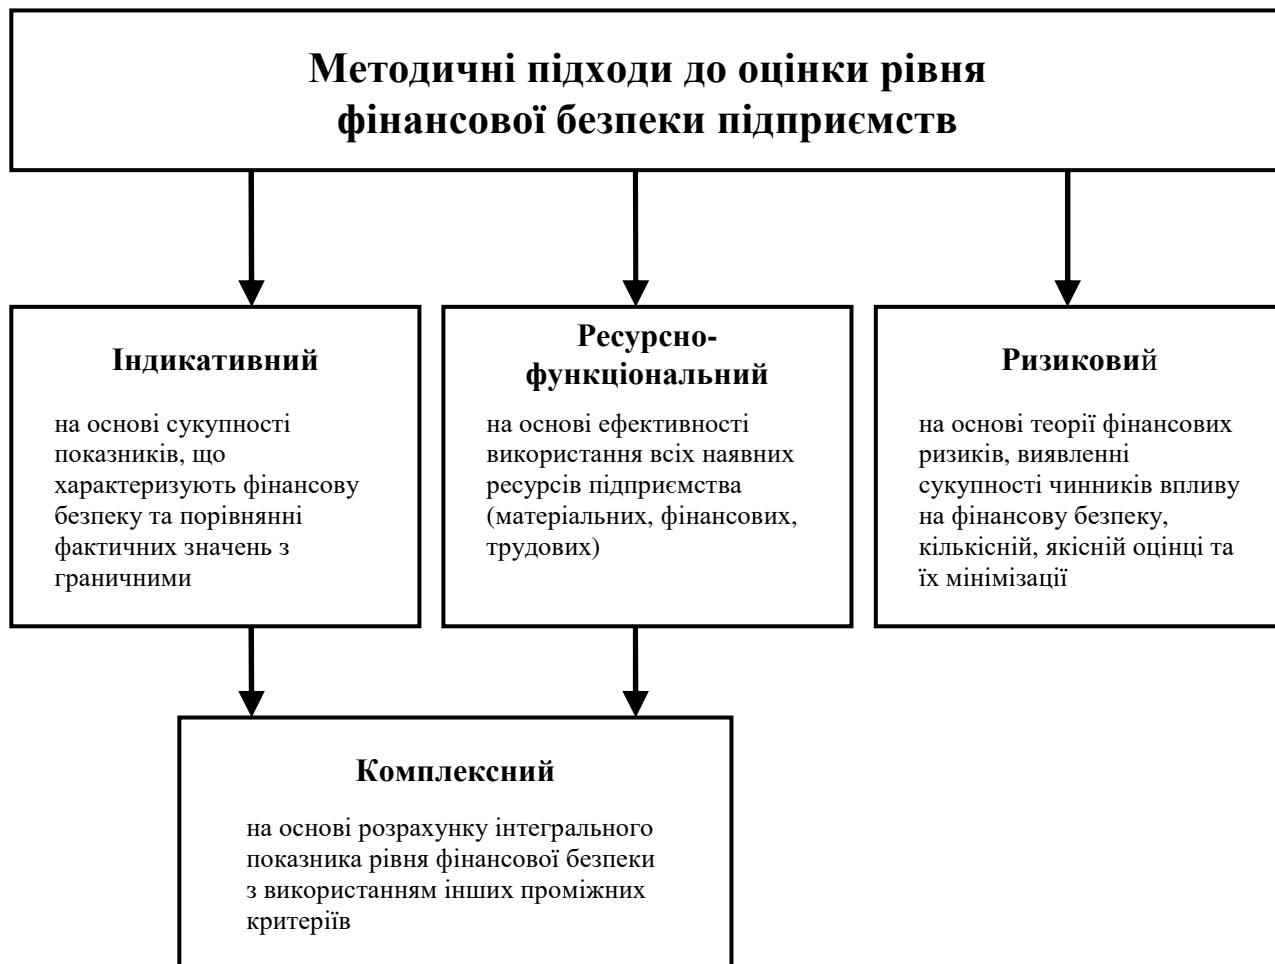 Методичні підходи до оцінки рівня
фінансової безпеки підприємств
Індикативний
на основі сукупності
показників, що
характеризують фінансову
безпеку та порівнянні
фактичних значень з
граничними
Ресурсно-
функціональний
на основі ефективності
використання всіх наявних
ресурсів підприємства
(матеріальних, фінансових,
трудових)
Ризиковий
на основі теорії фінансових
ризиків, виявленні
сукупності чинників впливу
на фінансову безпеку,
кількісній, якісній оцінці та
їх мінімізації
Комплексний
на основі розрахунку інтегрального
показника рівня фінансової безпеки
з використанням інших проміжних
критеріїв